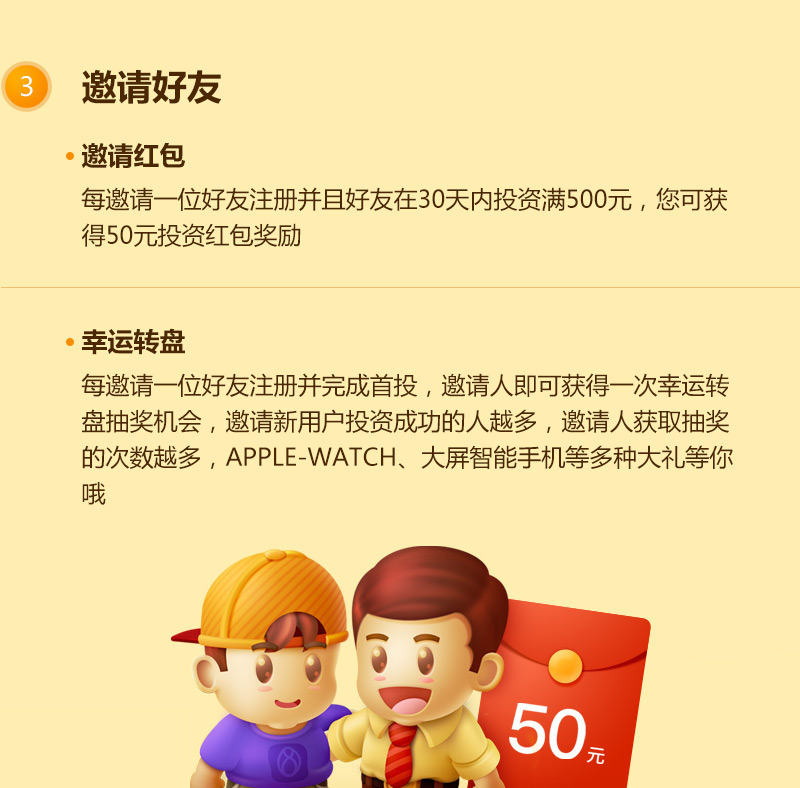 3 邀请好友
邀请红包
每邀请一位好友注册并且好友在30天内投资满500元，您可获
得50元投资红包奖励
幸运转盘
每邀请一位好友注册并完成首投，邀请人即可获得一次幸运转
盘抽奖机会，邀请新用户投资成功的人越多，邀请人获取抽奖
的次数越多，APPLE-WATCH、大屏智能手机等多种大礼等你
哦
50元